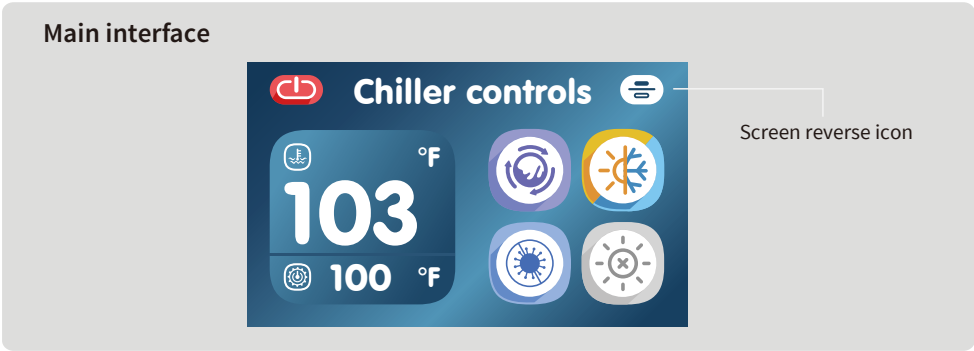 Main interface
Chiller controls
Screen reverse icon
°F
103
100 °F